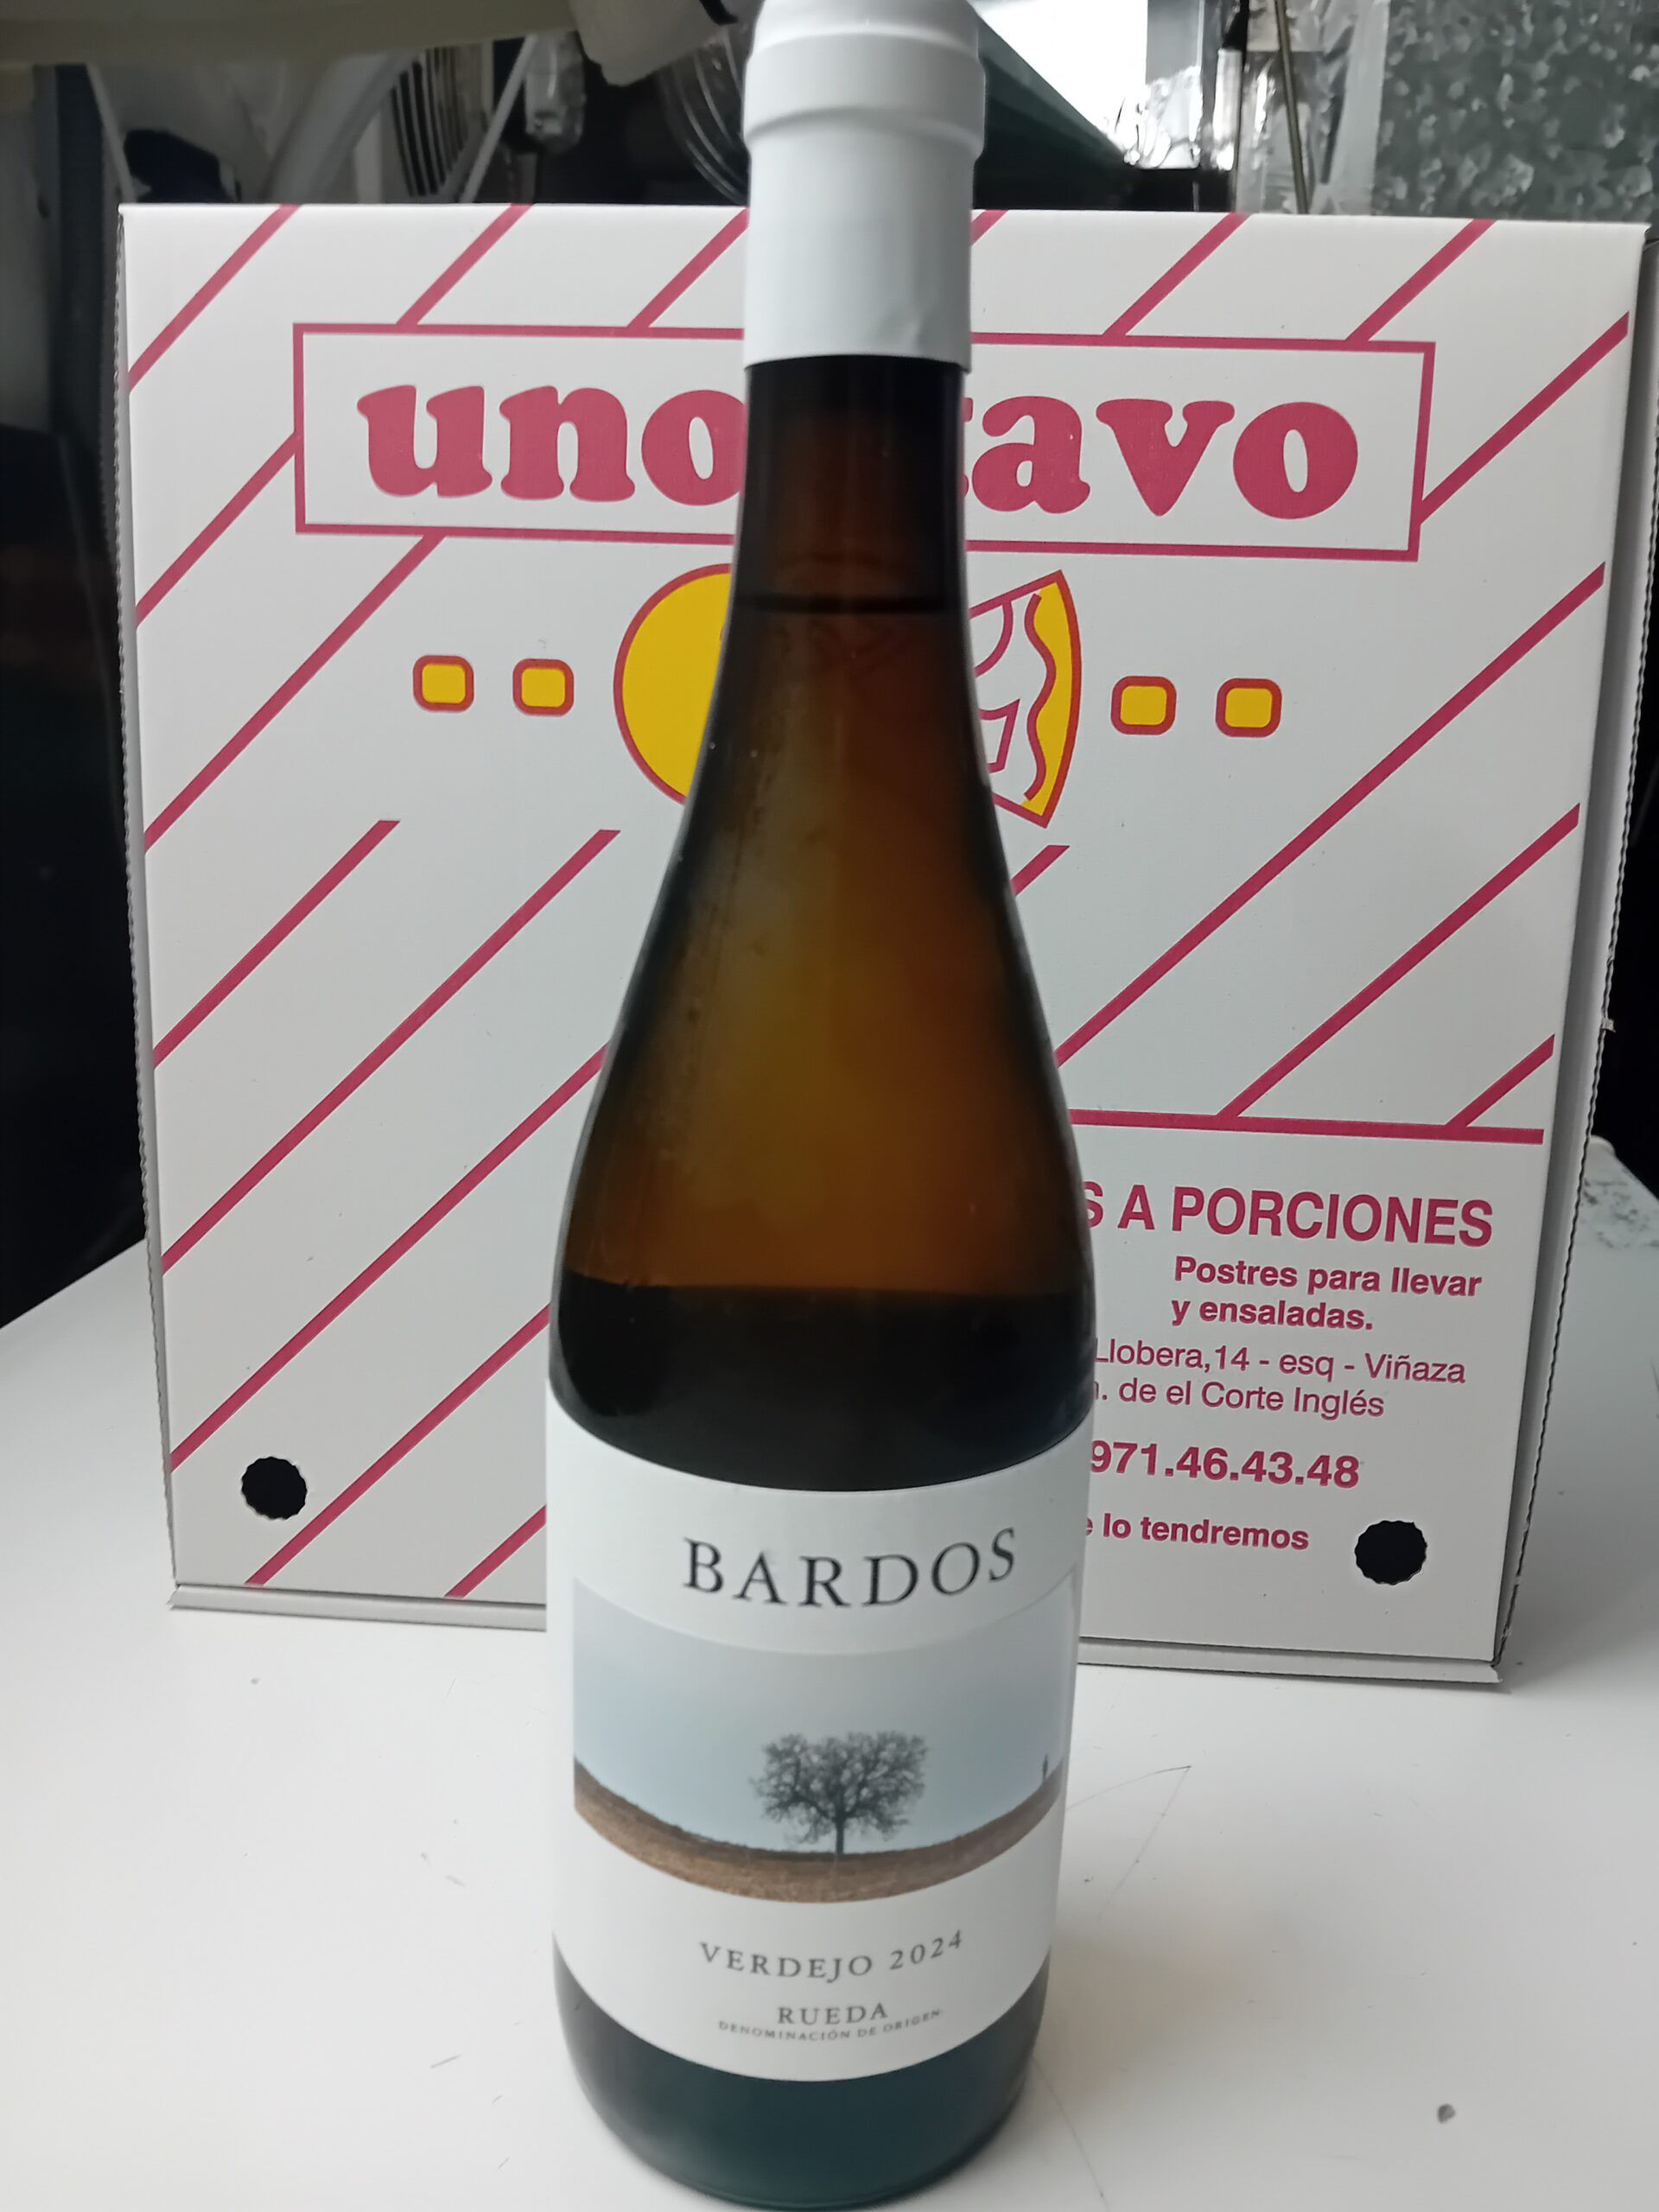 uno avo
S A PORCIONES
Postres para llevar
y ensaladas.
Llobera,14 - esq - Viñaza
de el Corte Inglés
971.46.43.48
lo tendremos
BARDOS
VERDEJO 2024
RUEDA
DENOMINACIÓN DE ORIGEN